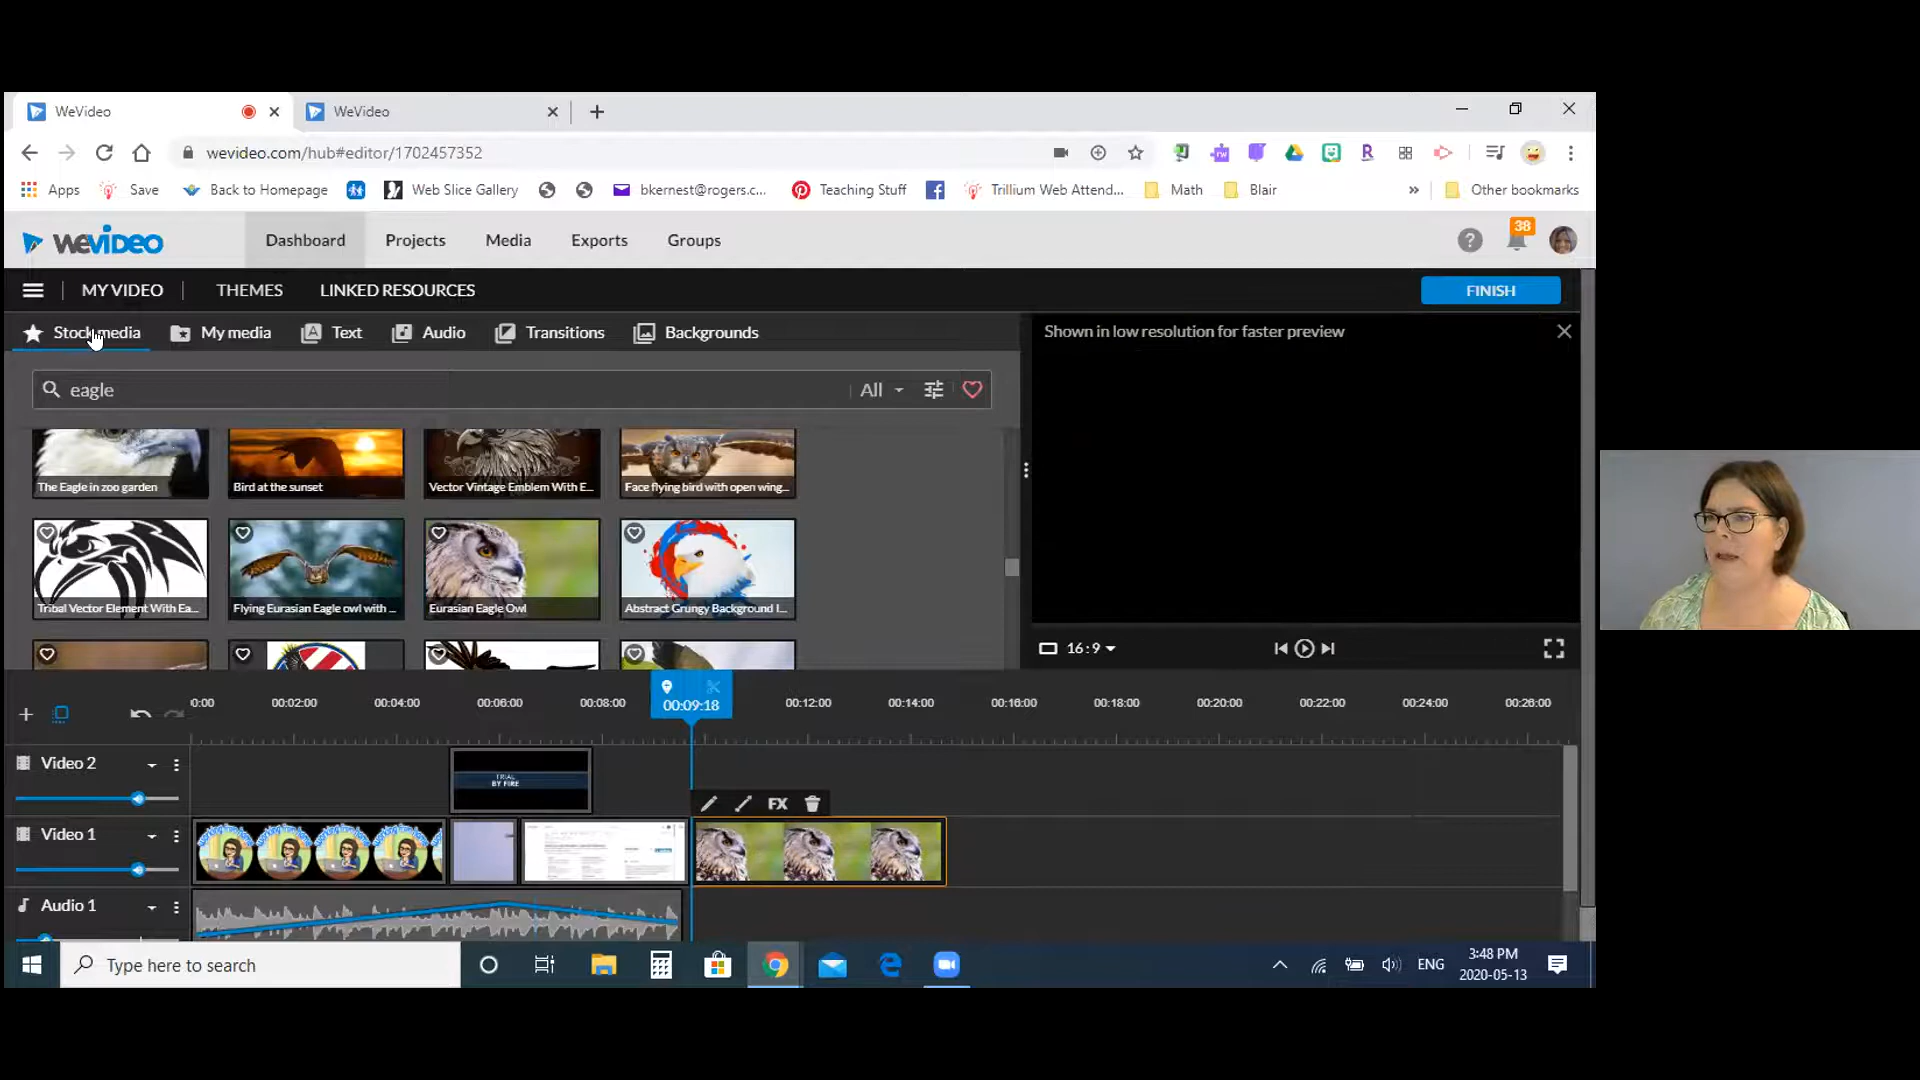 WeVideo
WeVideo
wevideo.com/hub#editor/1702457352
Apps
Save
Back to Homepage
Web Slice Gallery
bkernest@rogers.c...
Teaching Stuff
Trillium Web Attend...
Math
Blair
»
Other bookmarks
WEVIDEO
Dashboard
Projects
Media
Exports
Groups
38
MY VIDEO
THEMES
LINKED RESOURCES
FINISH
Stock media
My media
Text
Audio
Transitions
Backgrounds
Shown in low resolution for faster preview
eagle
All
The Eagle in zoo garden
Bird at the sunset
Vector Vintage Emblem With E...
Face flying bird with open wing...
Tribal Vector Element With Ea...
Flying Eurasian Eagle owl with ...
Eurasian Eagle Owl
Abstract Grungy Background I...
16:9
0:00
00:02:00
00:04:00
00:06:00
00:08:00
00:09:18
00:12:00
00:14:00
00:16:00
00:18:00
00:20:00
00:22:00
00:24:00
00:26:00
Video 2
TRIAL
BY FIRE
FX
Video 1
Audio 1
Type here to search
ENG
3:48 PM
2020-05-13